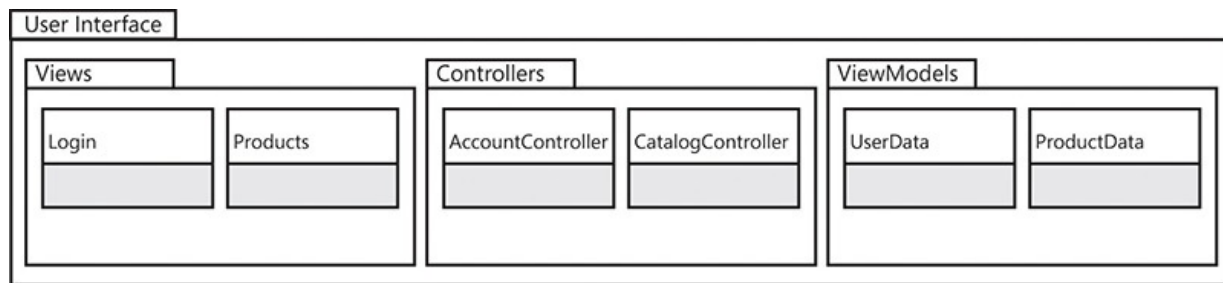 User Interface
Views
Controllers
ViewModels
Login
Products
AccountController
CatalogController
UserData
ProductData